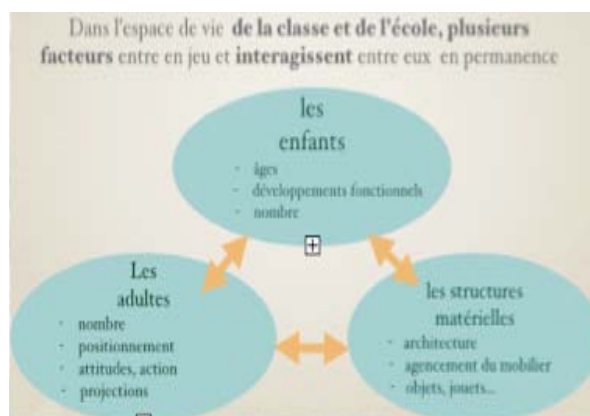 Dans l'espace de vie de la classe et de l'école, plusieurs
facteurs entre en jeu et interagissent entre eux en permanence
les
enfants
- âges
- développements fonctionnels
- nombre
Les
adultes
- nombre
- positionnement
- attitudes, action
- projections
les structures
matérielles
- architecture
- agencement du mobilier
- objets, jouets...